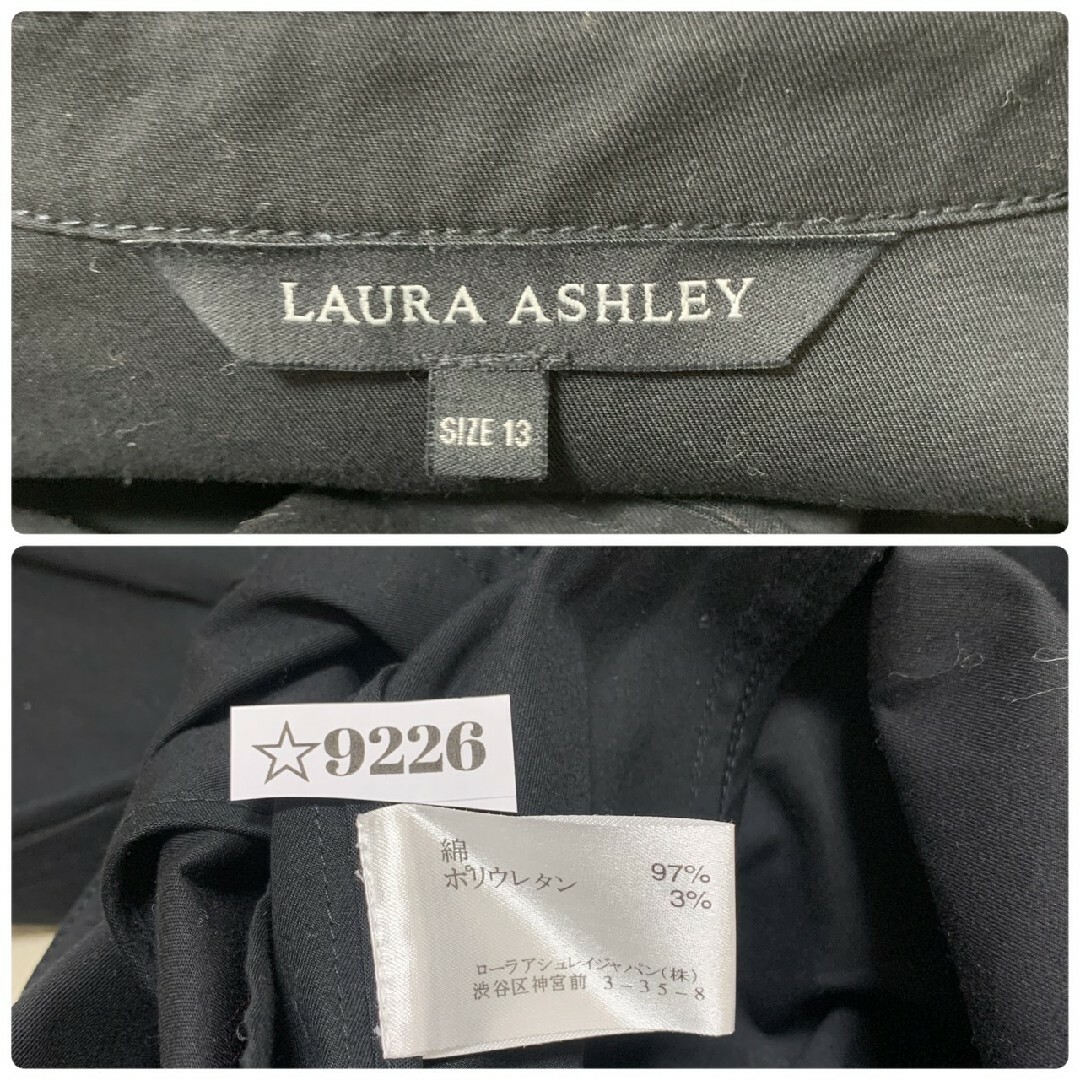 LAURA ASHLEY
SIZE 13
☆9226
綿 97%
ポリウレタン 3%
ローラアシュレイジャパン(株)
渋谷区神宮前 3-35-8